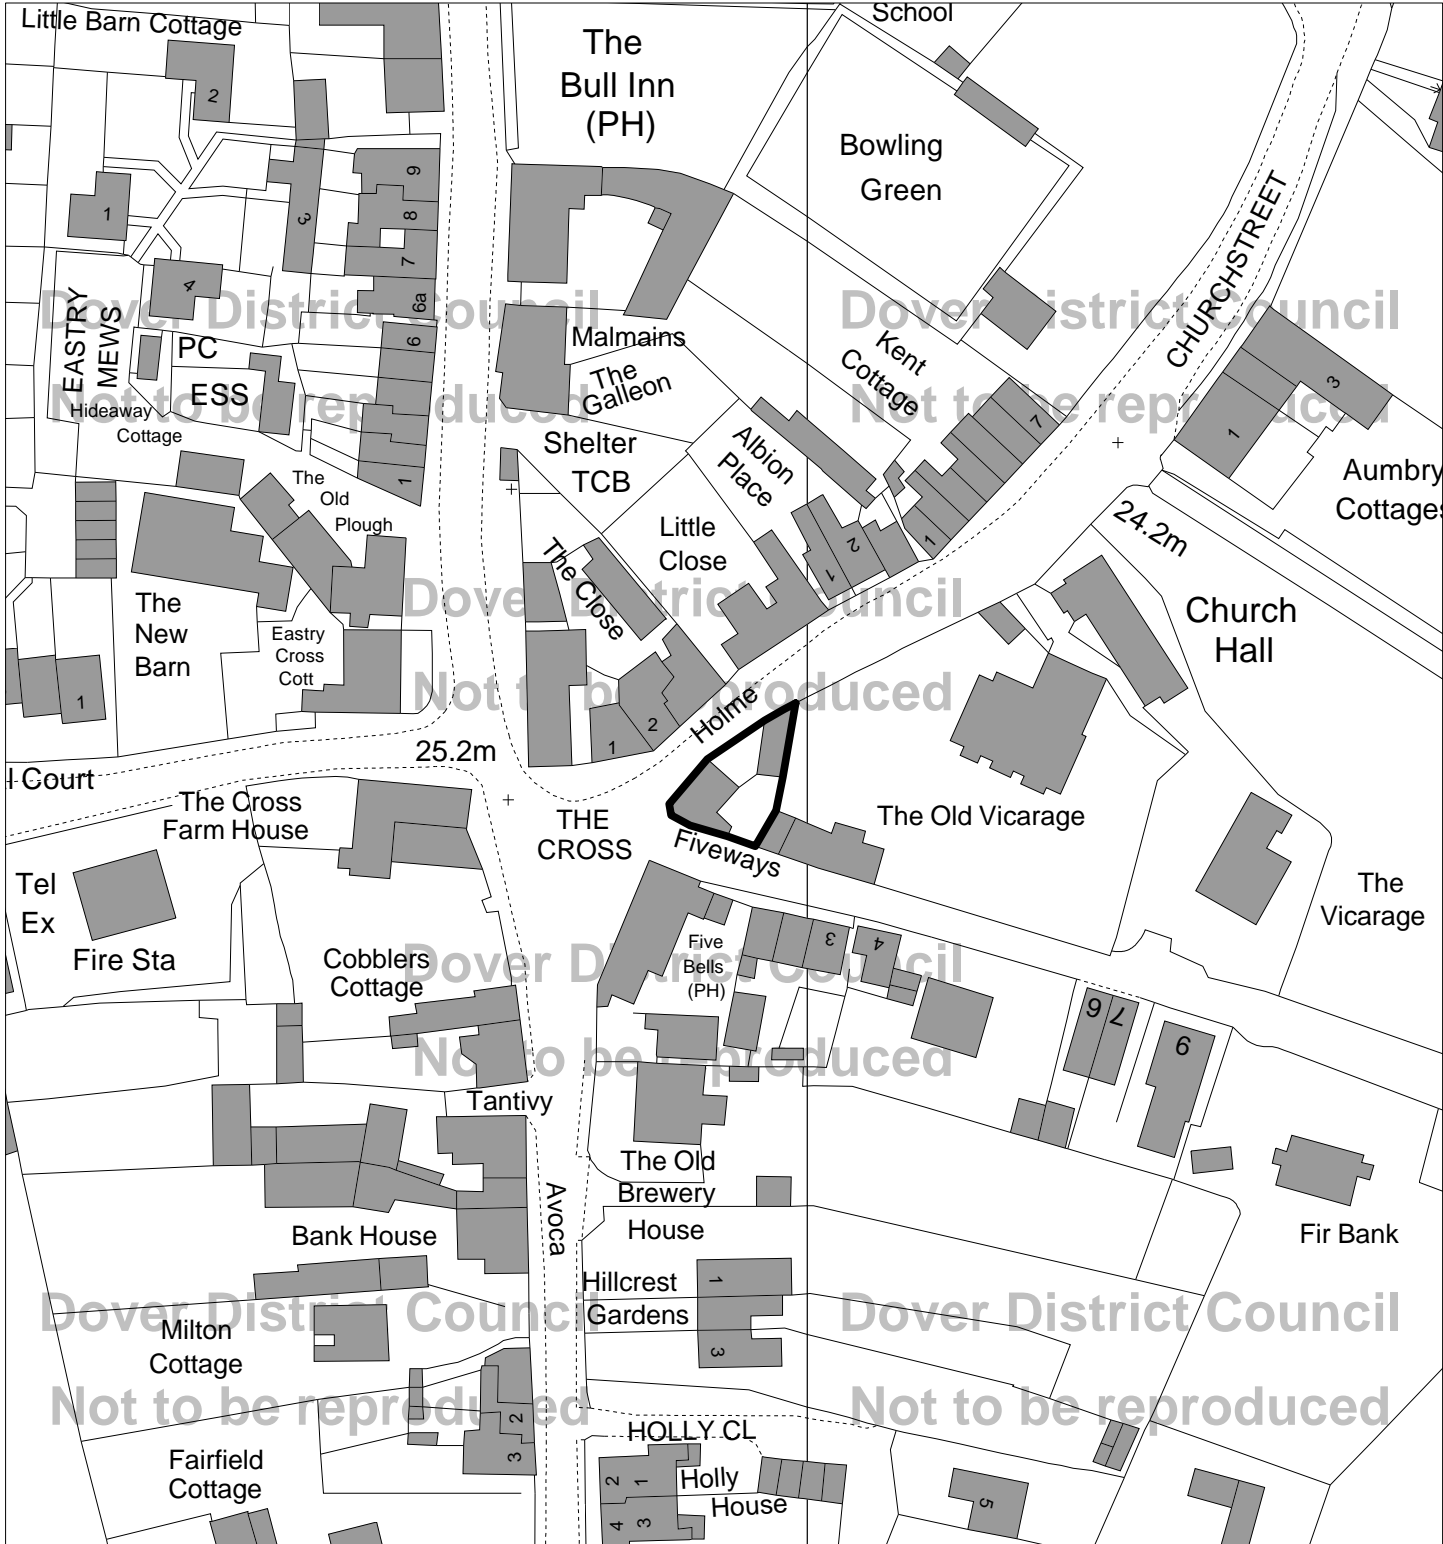 Little Barn Cottage
2
The
Bull Inn
(PH)
School
Bowling
Green
CHURCHSTREET
1
3
9
8
7
6a
6
4
EASTRY
MEWS
PC
ESS
Hideaway
Cottage
1
Malmains
The
Galleon
Kent
Cottage
7
1
3
1
Aumbry
Cottages
Shelter
TCB
Albion
Place
Little
Close
2
1
The Close
24.2m
The
Old
Plough
The
New
Barn
Eastry
Cross
Cott
1
Church
Hall
2
1
Holme
25.2m
l Court
The Cross
Farm House
THE
CROSS
Fiveways
The Old Vicarage
The
Vicarage
Tel
Ex
Fire Sta
Cobblers
Cottage
Five
Bells
(PH)
3
4
6
7
9
Tantivy
The Old
Brewery
House
Avoca
Bank House
Fir Bank
Hillcrest
Gardens
1
3
Milton
Cottage
2
3
HOLLY CL
Holly
House
2
1
4
3
5
Fairfield
Cottage
Dover District Council
Not to be reproduced
Dover District Council
Not to be reproduced
Dover District Council
Not to be reproduced
Dover District Council
Not to be reproduced
Dover District Council
Not to be reproduced
Dover District Council
Not to be reproduced